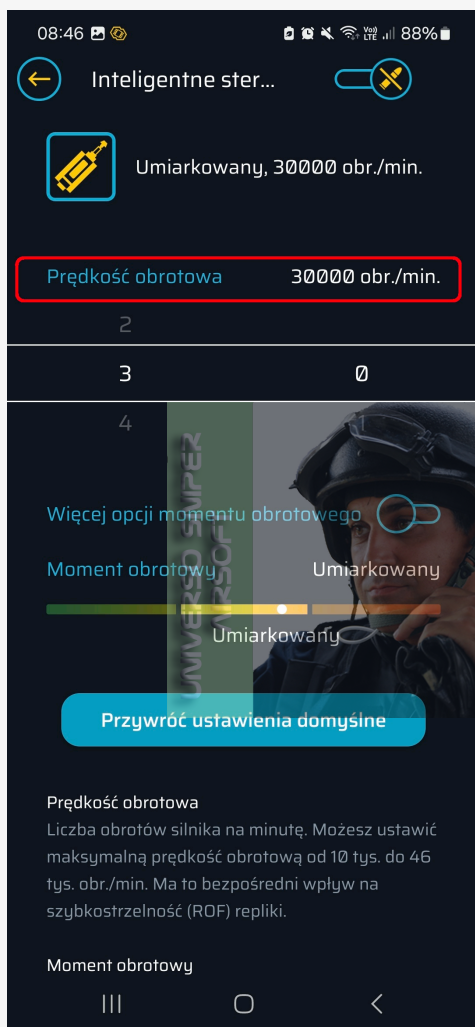 08:46 Vo)) LTE 88%
Inteligentne ster...
Umiarkowany, 30000 obr./min.
Prędkość obrotowa 30000 obr./min.
2
3 0
4 1
Więcej opcji momentu obrotowego
Moment obrotowy Umiarkowany
Umiarkowany
UNIVERSO SNIPER
AIRSOFT
Przywróć ustawienia domyślne
Prędkość obrotowa
Liczba obrotów silnika na minutę. Możesz ustawić
maksymalną prędkość obrotową od 10 tys. do 46
tys. obr./min. Ma to bezpośredni wpływ na
szybkostrzelność (ROF) repliki.
Moment obrotowy